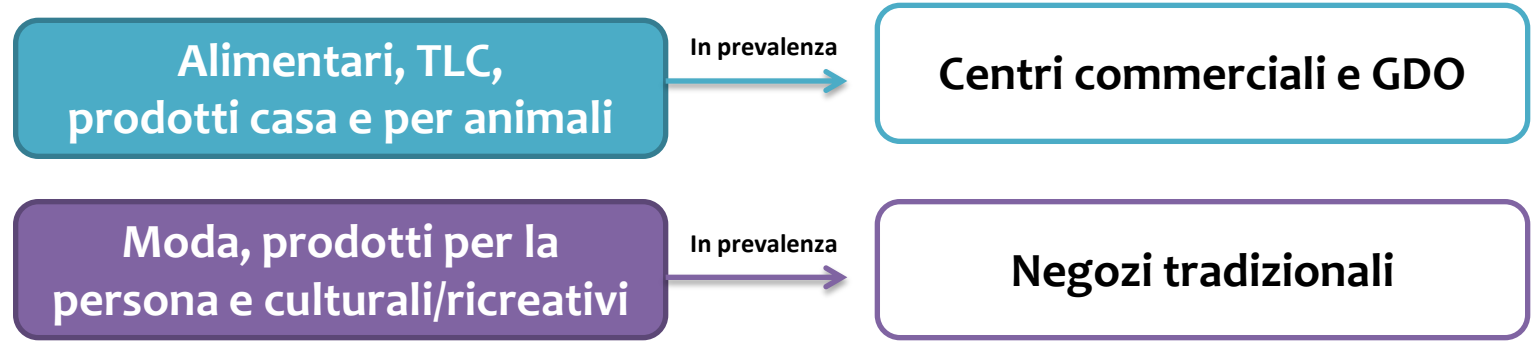 Alimentari, TLC,
prodotti casa e per animali
In prevalenza
Centri commerciali e GDO
Moda, prodotti per la
persona e culturali/ricreativi
In prevalenza
Negozi tradizionali